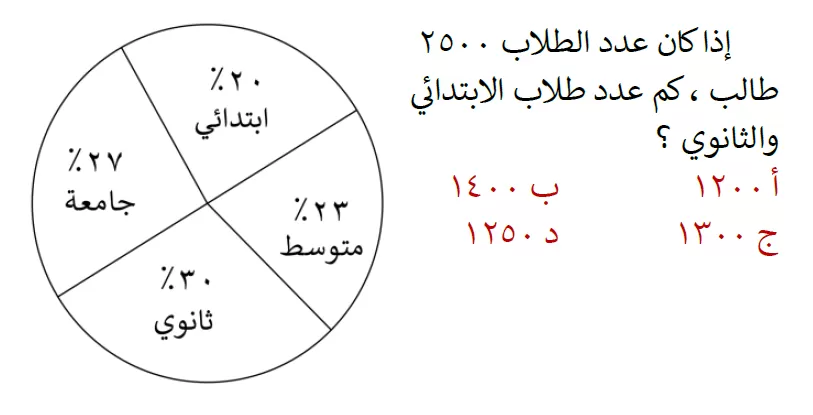 إذا كان عدد الطلاب ٢٥٠٠
طالب ، كم عدد طلاب الابتدائي
والثانوي ؟
أ ١٢٠٠ ب ١٤٠٠
ج ١٣٠٠ د ١٢٥٠
٢٠٪
ابتدائي
٢٧٪
جامعة
٢٣٪
متوسط
٣٠٪
ثانوي